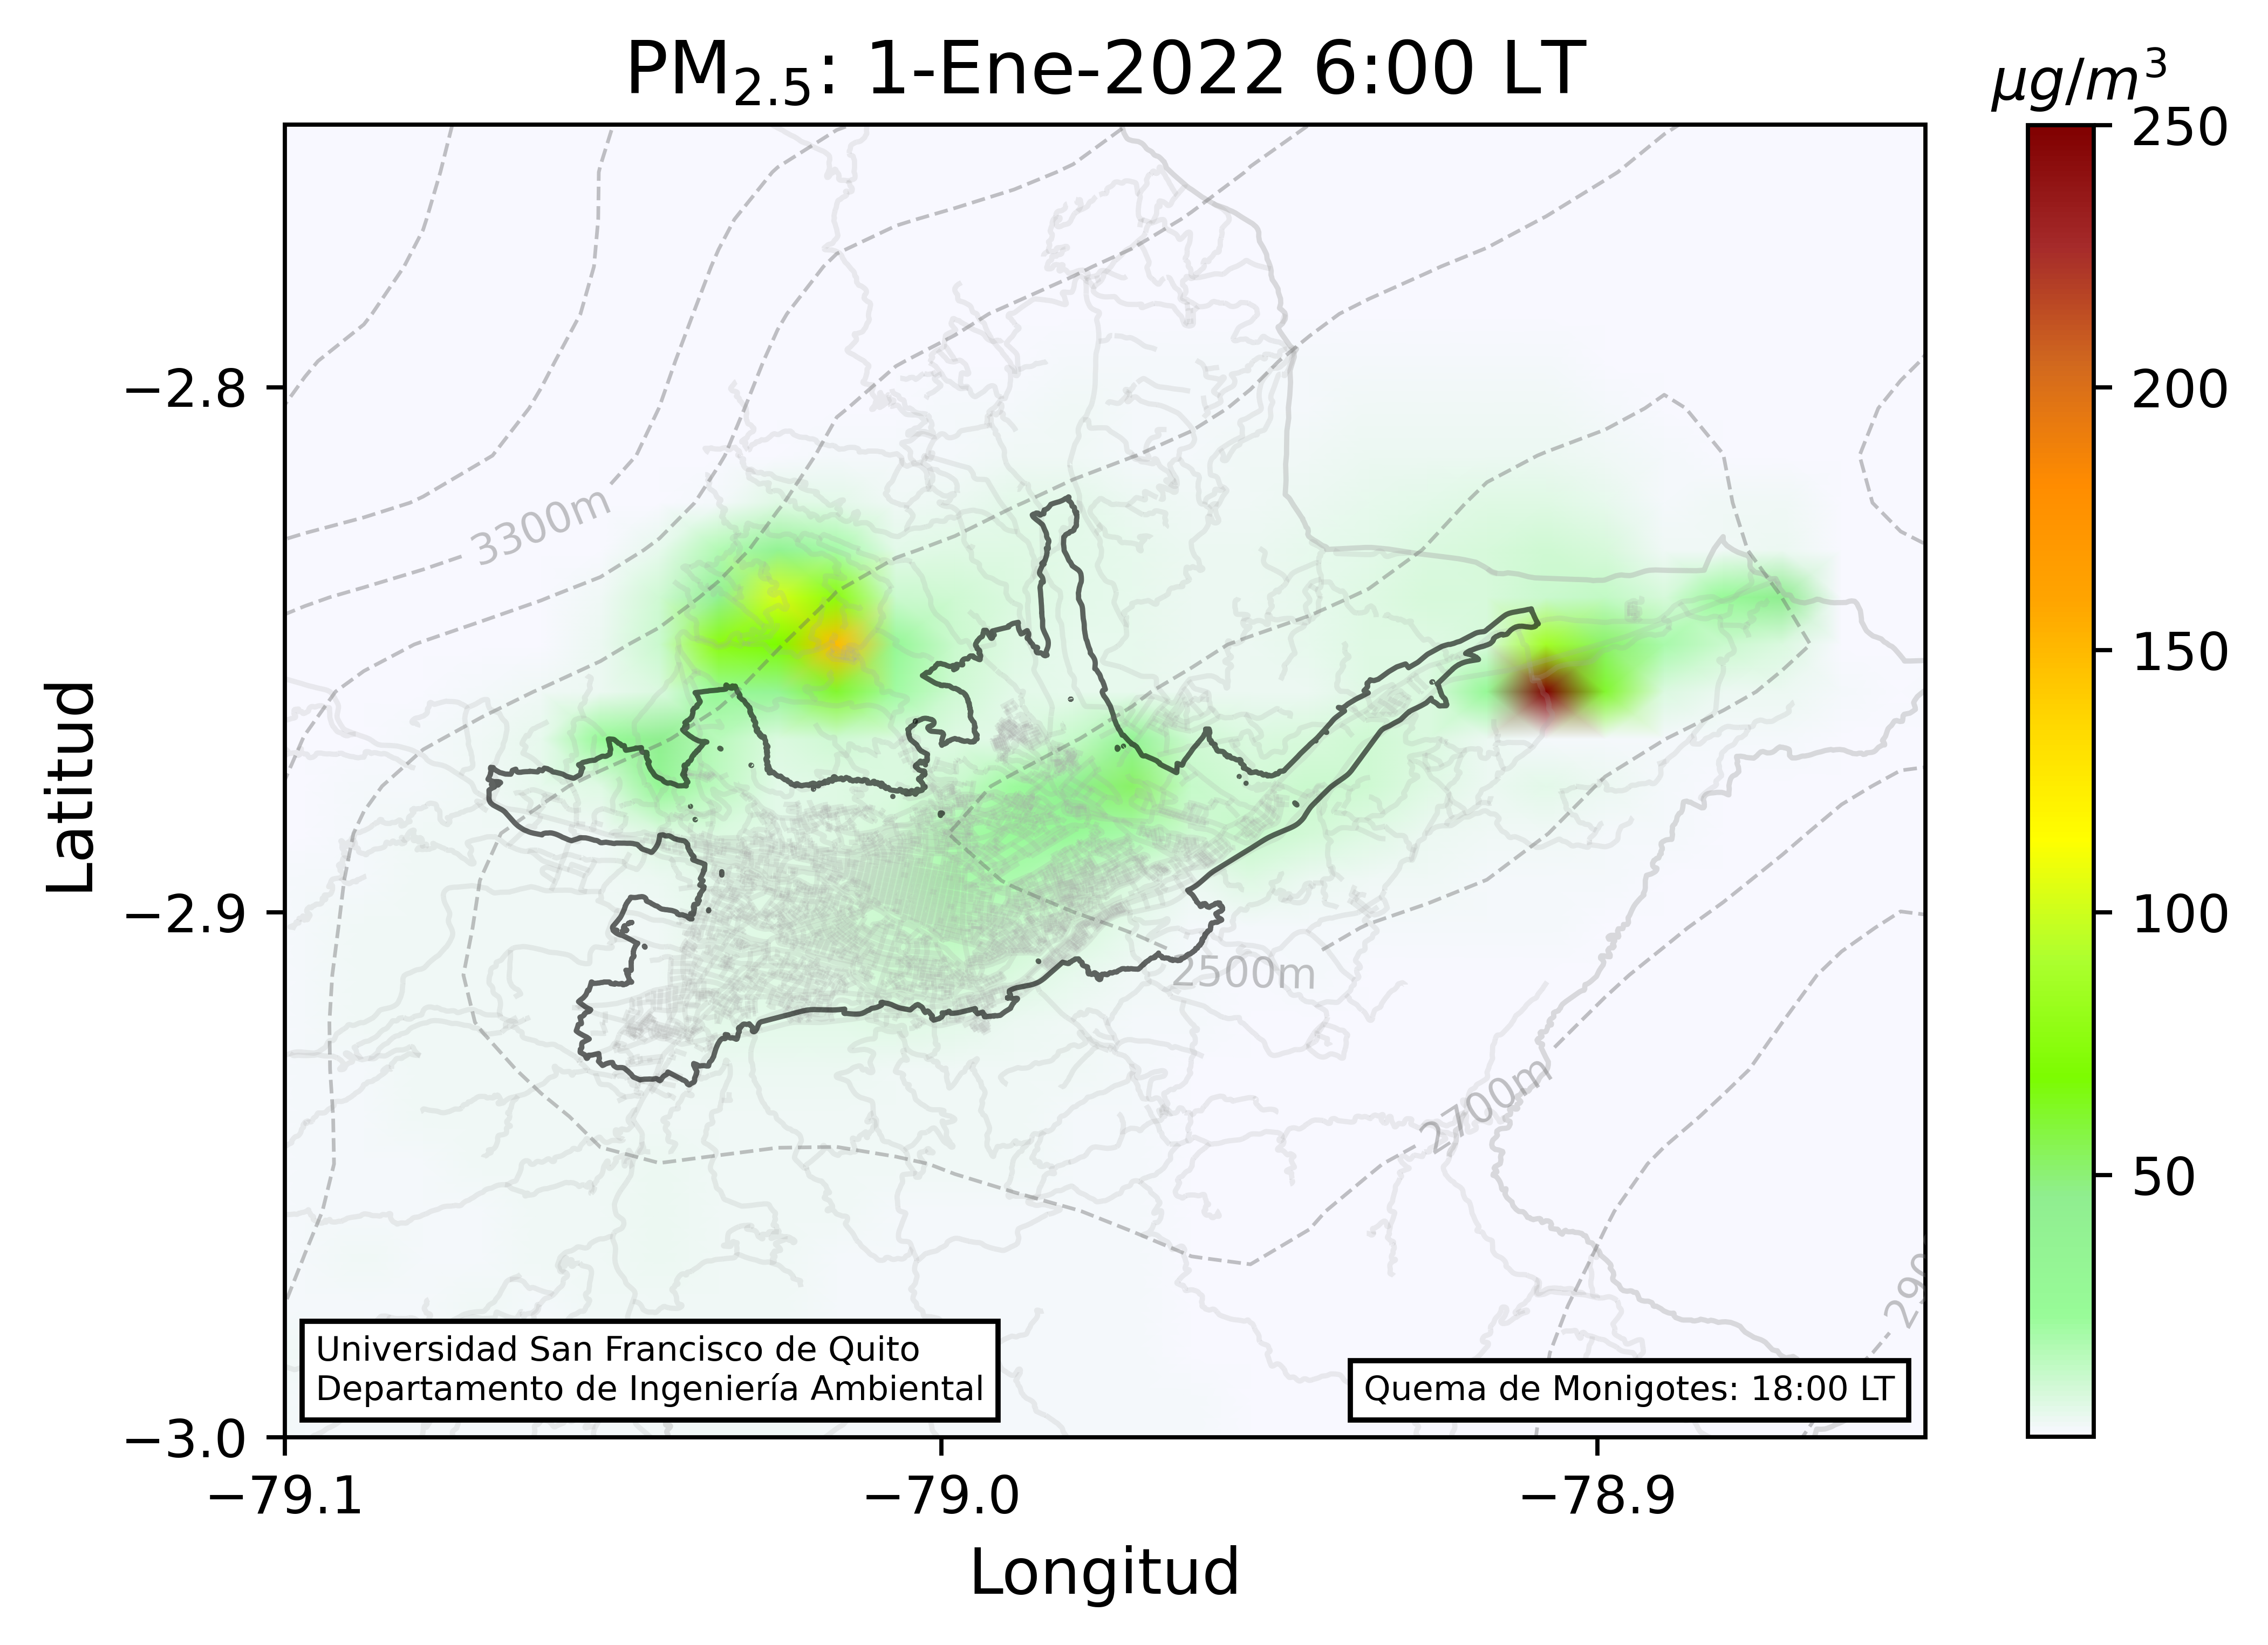 PM2.5: 1-Ene-2022 6:00 LT
μg/m³
250
200
150
100
50
Latitud
−2.8
−2.9
−3.0
3300m
2500m
2700m
290
Universidad San Francisco de Quito
Departamento de Ingeniería Ambiental
Quema de Monigotes: 18:00 LT
−79.1
−79.0
−78.9
Longitud